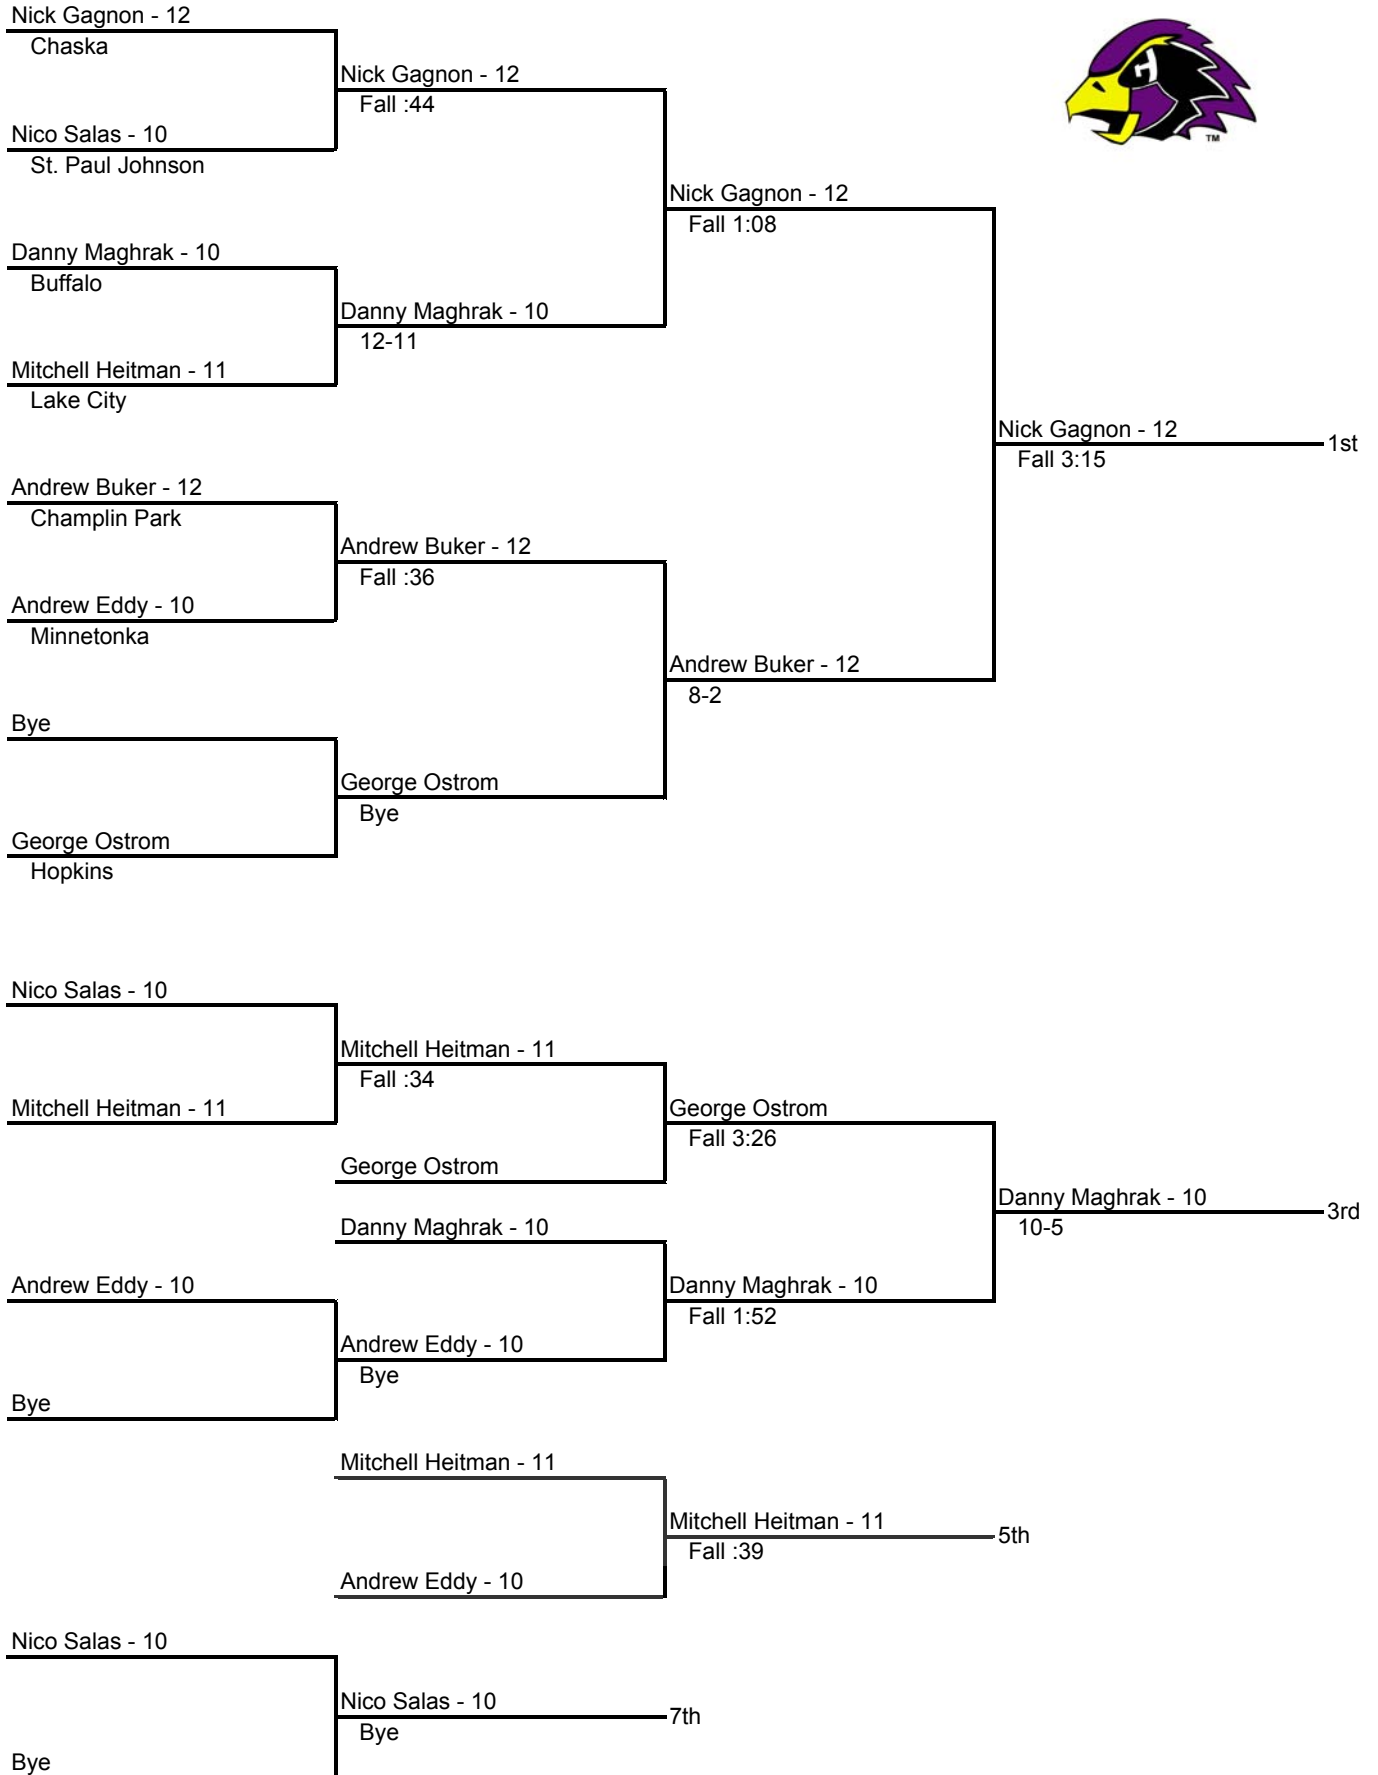 Nick Gagnon - 12
Chaska
Nick Gagnon - 12
Fall :44
Nico Salas - 10
St. Paul Johnson
Nick Gagnon - 12
Fall 1:08
Danny Maghrak - 10
Buffalo
Danny Maghrak - 10
12-11
Mitchell Heitman - 11
Lake City
Nick Gagnon - 12
1st
Fall 3:15
Andrew Buker - 12
Champlin Park
Andrew Buker - 12
Fall :36
Andrew Eddy - 10
Minnetonka
Andrew Buker - 12
8-2
Bye
George Ostrom
Bye
George Ostrom
Hopkins
Nico Salas - 10
Mitchell Heitman - 11
Fall :34
Mitchell Heitman - 11
George Ostrom
Fall 3:26
George Ostrom
Danny Maghrak - 10
3rd
10-5
Danny Maghrak - 10
Andrew Eddy - 10
Danny Maghrak - 10
Fall 1:52
Andrew Eddy - 10
Bye
Bye
Mitchell Heitman - 11
Mitchell Heitman - 11
5th
Fall :39
Andrew Eddy - 10
Nico Salas - 10
Nico Salas - 10
7th
Bye
Bye
TM